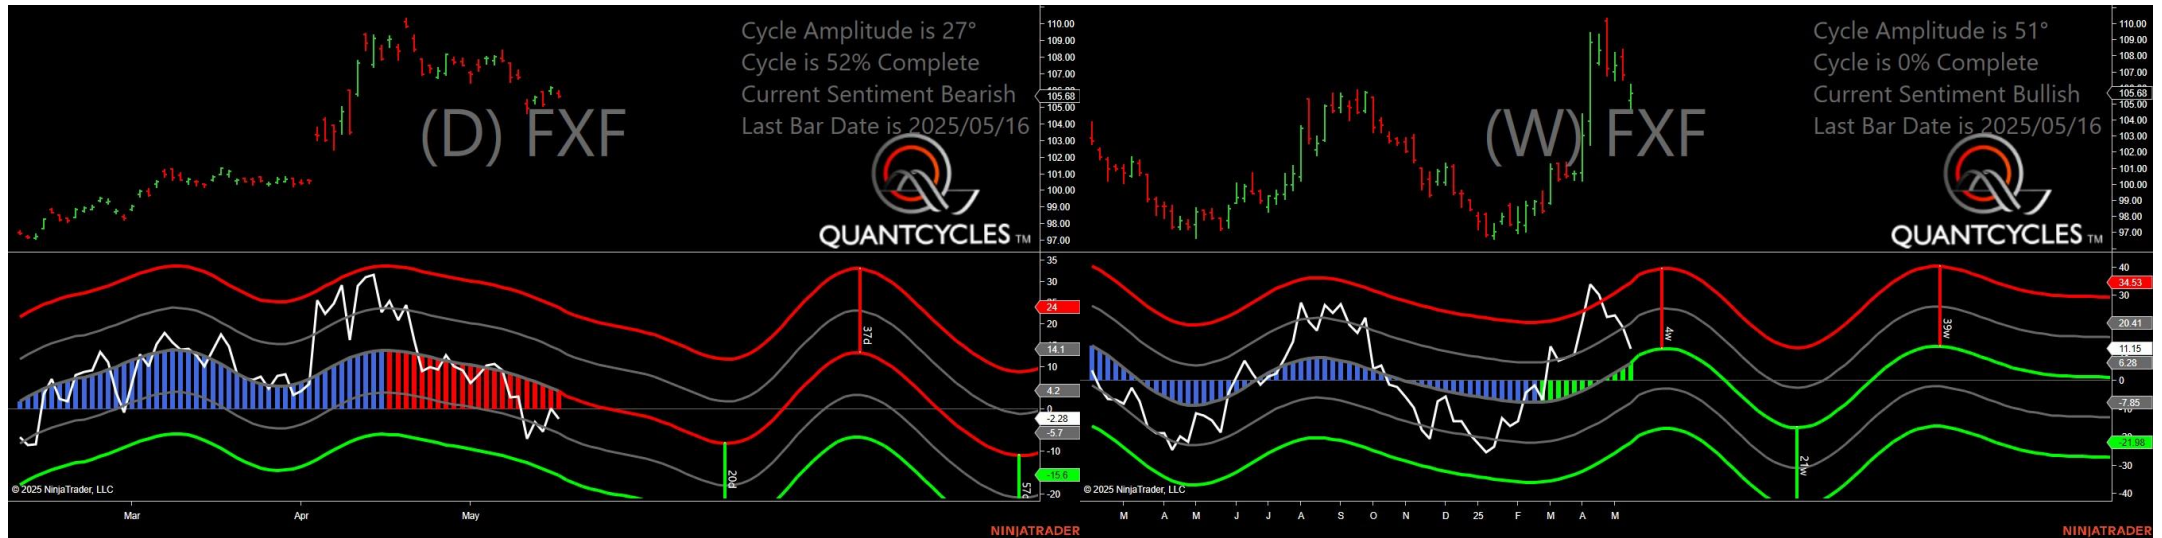 Cycle Amplitude is 27°
Cycle is 52% Complete
Current Sentiment Bearish
Last Bar Date is 2025/05/16
(D) FXF
QUANTCYCLES TM
110.00
109.00
108.00
107.00
105.68
105.00
104.00
103.00
102.00
101.00
100.00
99.00
98.00
97.00
35
30
24
20
14.1
10
4.2
0
-2.28
-5.7
-10
-15.6
-20
37d
20d
57d
© 2025 NinjaTrader, LLC
Mar
Apr
May
NINJATRADER
Cycle Amplitude is 51°
Cycle is 0% Complete
Current Sentiment Bullish
Last Bar Date is 2025/05/16
(W) FXF
QUANTCYCLES TM
110.00
109.00
108.00
107.00
105.68
105.00
104.00
103.00
102.00
101.00
100.00
99.00
98.00
97.00
40
34.53
30
20.41
11.15
6.28
0
-7.85
-21.98
-30
-40
4w
39w
21w
© 2025 NinjaTrader, LLC
M
A
M
J
J
A
S
O
N
D
25
F
M
A
M
NINJATRADER